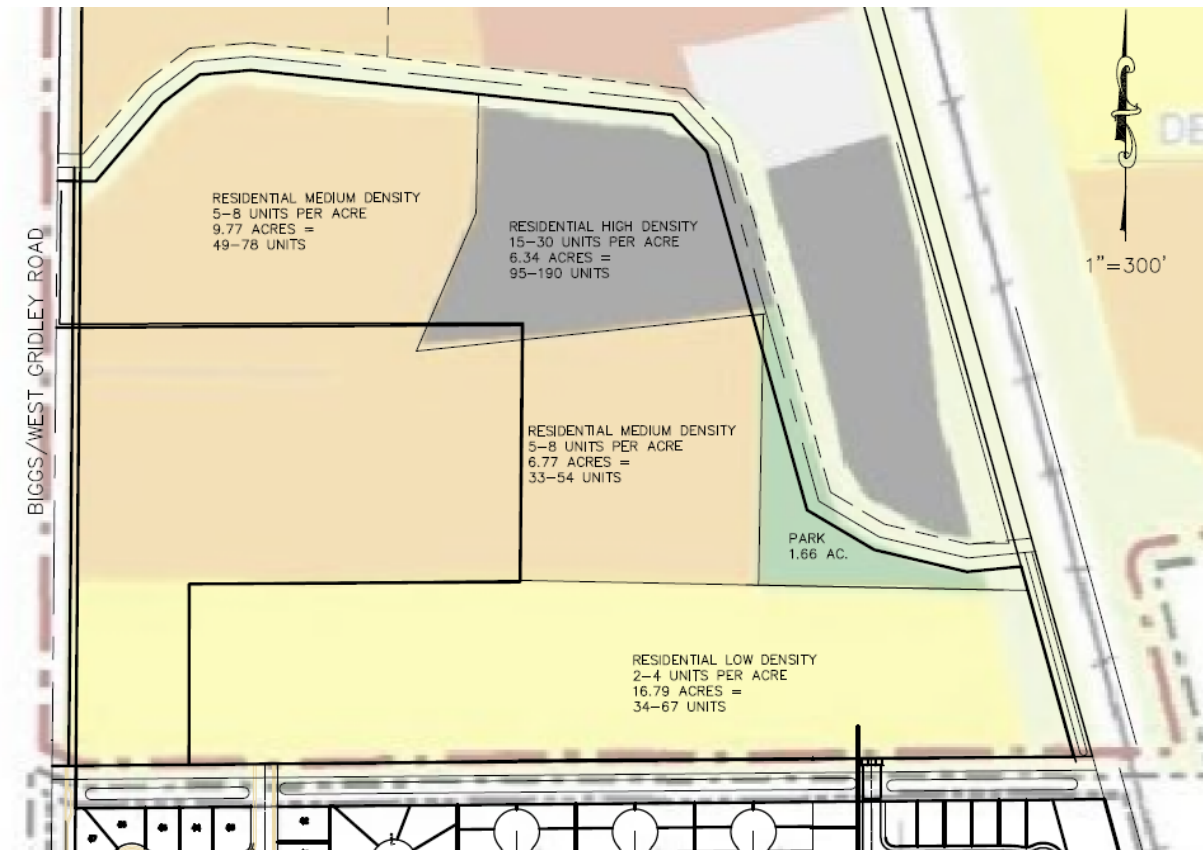 DE
RESIDENTIAL MEDIUM DENSITY
5-8 UNITS PER ACRE
9.77 ACRES =
49-78 UNITS
RESIDENTIAL HIGH DENSITY
15-30 UNITS PER ACRE
6.34 ACRES =
95-190 UNITS
1"=300'
BIGGS/WEST GRIDLEY ROAD
RESIDENTIAL MEDIUM DENSITY
5-8 UNITS PER ACRE
6.77 ACRES =
33-54 UNITS
PARK
1.66 AC.
RESIDENTIAL LOW DENSITY
2-4 UNITS PER ACRE
16.79 ACRES =
34-67 UNITS